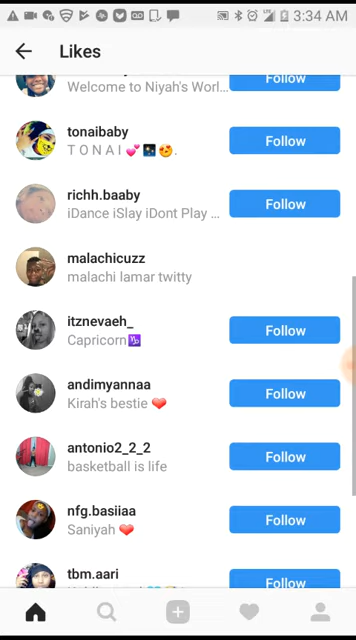 3:34 AM
Likes
Welcome to Niyah's Worl...
Follow
tonaibaby
T O N A I 💕🌃😍.
Follow
richh.baaby
iDance iSlay iDont Play ...
Follow
malachicuzz
malachi lamar twitty
itznevaeh_
Capricorn♑
Follow
andimyannaa
Kirah's bestie ❤️
Follow
antonio2_2_2
basketball is life
Follow
nfg.basiiaa
Saniyah ❤️
Follow
tbm.aari
Follow